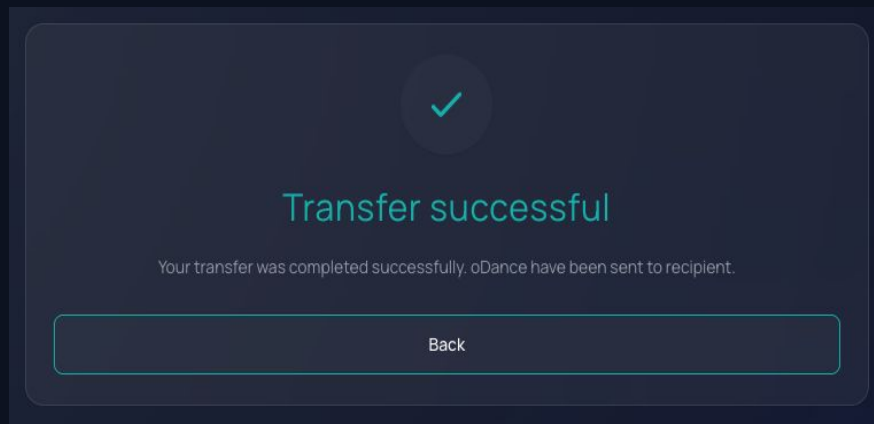 Transfer successful
Your transfer was completed successfully. oDance have been sent to recipient.
Back